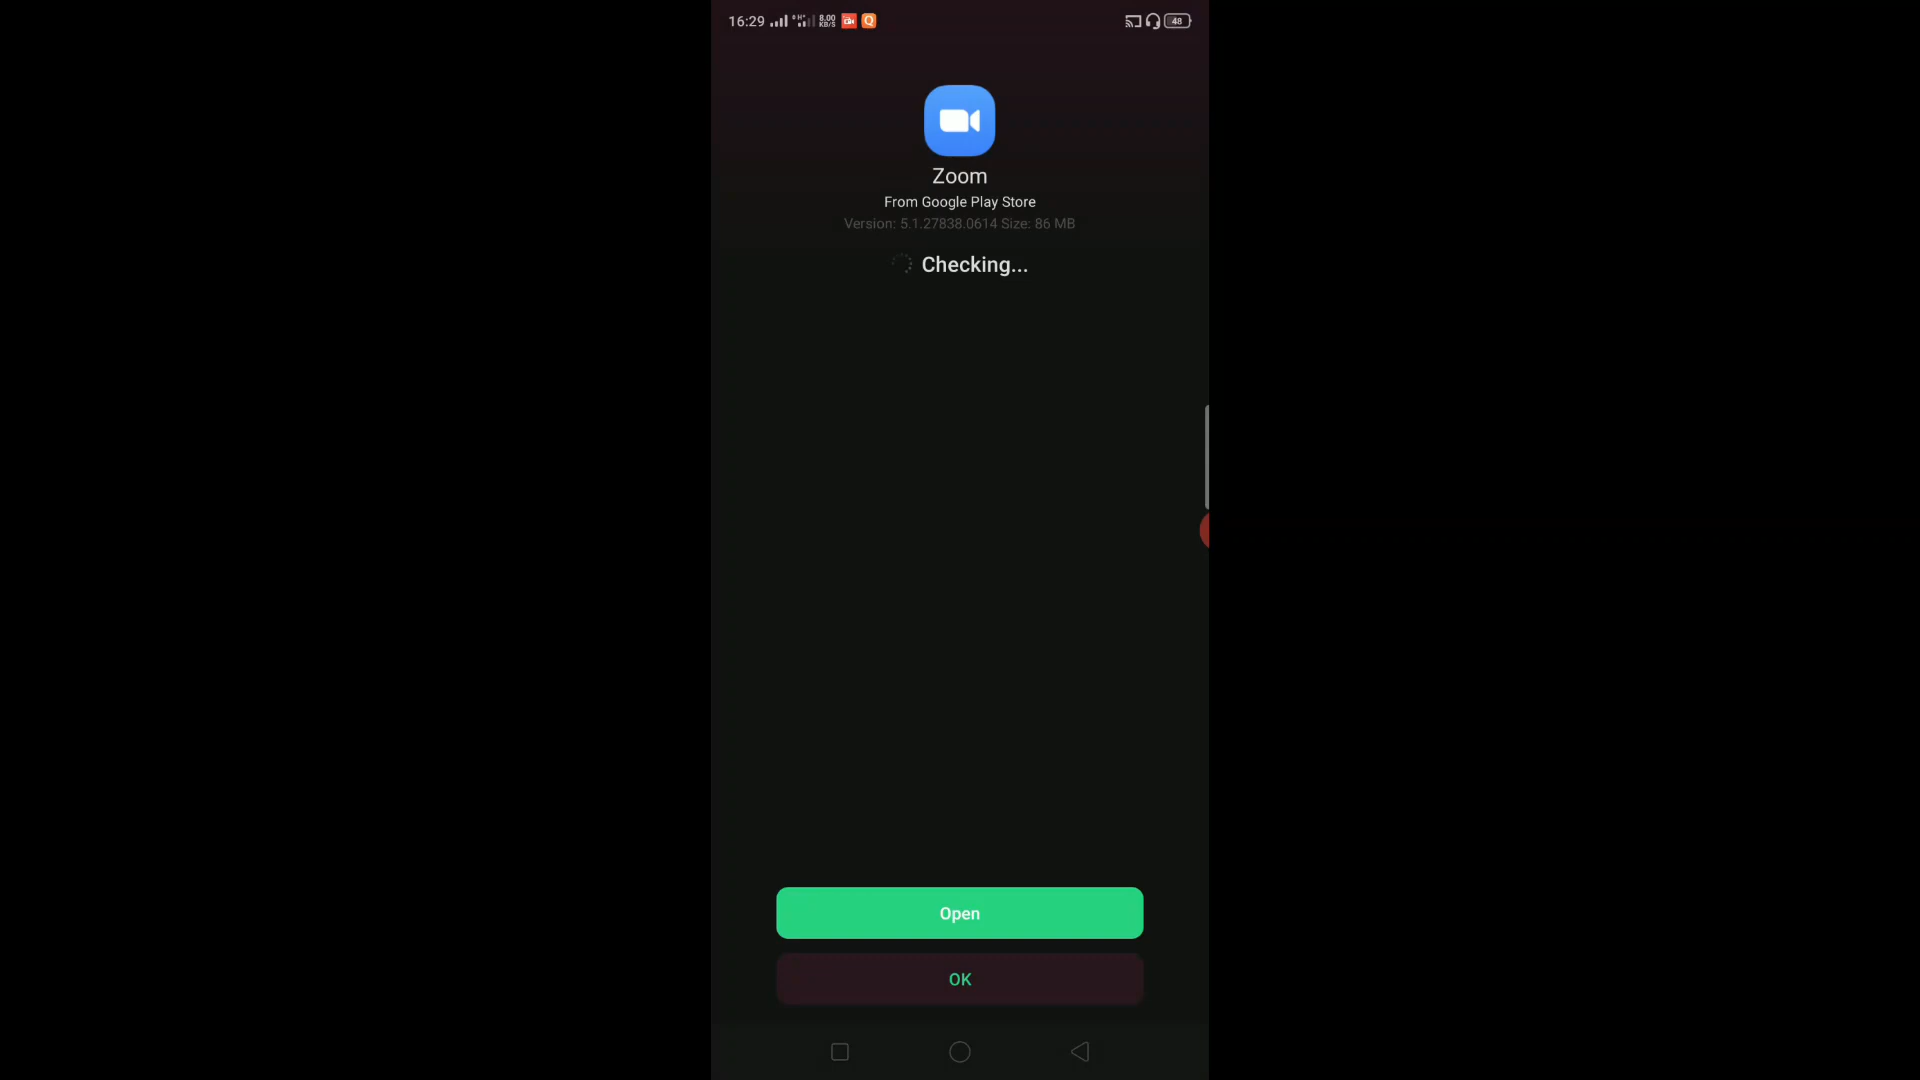 16:29 8.00 KB/S 48
Zoom
From Google Play Store
Version: 5.1.27838.0614 Size: 86 MB
Checking...
Open
OK